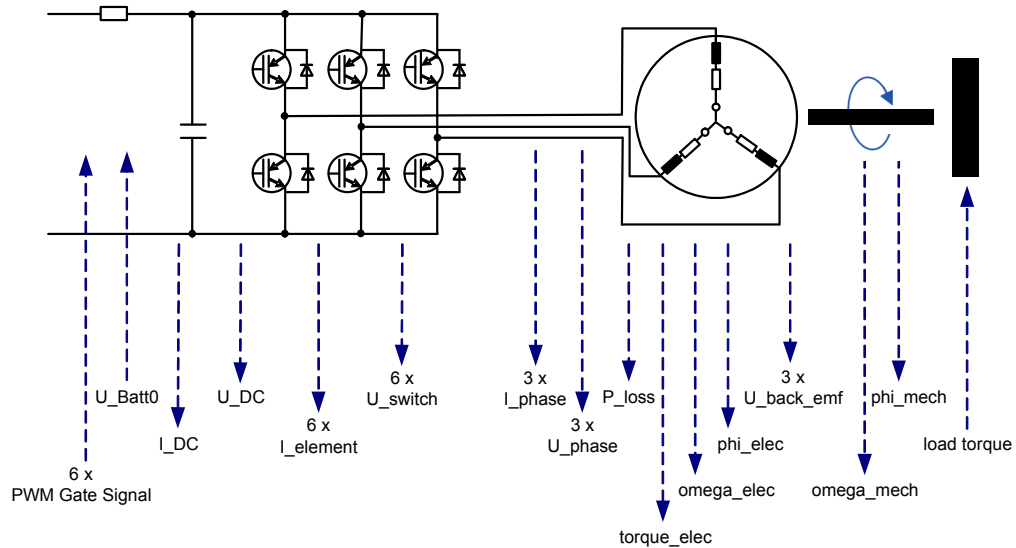 6 x
PWM Gate Signal
U_Batt0
I_DC
U_DC
6 x
I_element
6 x
U_switch
3 x
I_phase
3 x
U_phase
P_loss
torque_elec
omega_elec
phi_elec
3 x
U_back_emf
omega_mech
phi_mech
load torque